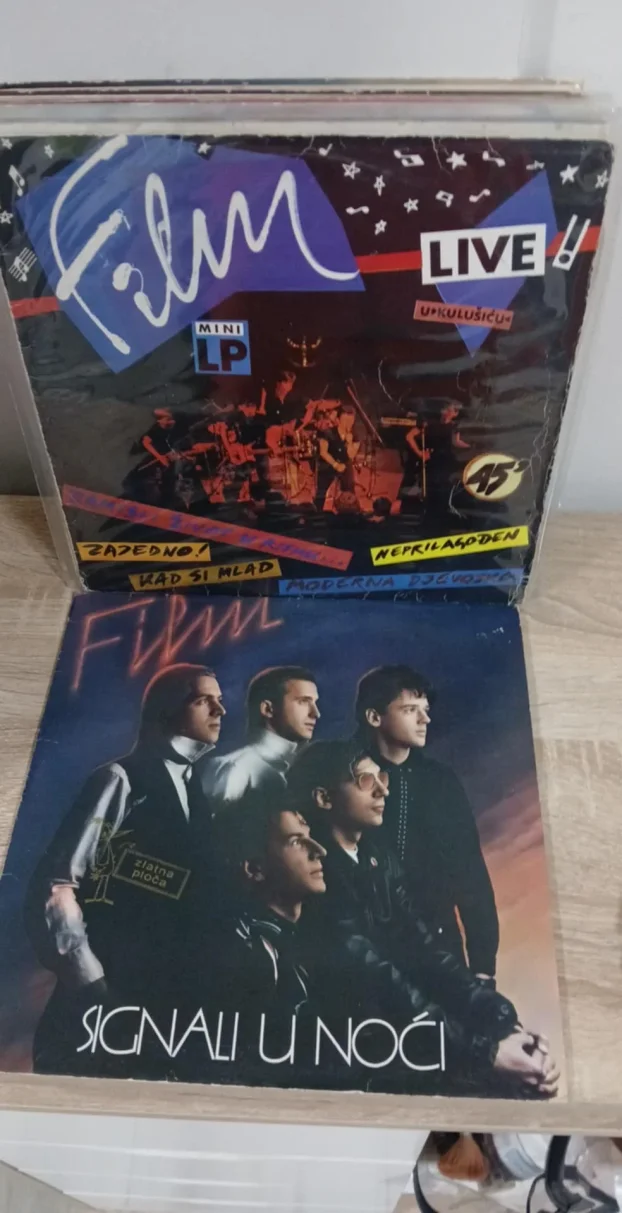 Film
LIVE!!
U•KULUŠIĆU•
MINI
LP
45
ZAJEDNO!
NEPRILAGOĐEN
KAD SI MLAD
MODERNA DJEVOJKA
Film
zlatna
ploča
SIGNALI U NOĆI